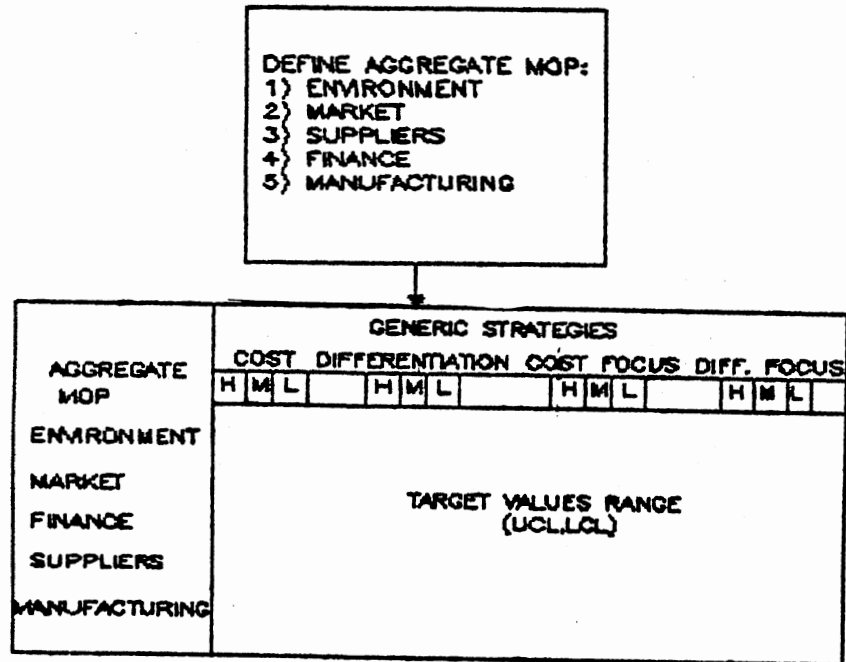 DEFINE AGGREGATE MOP:
1) ENVIRONMENT
2) MARKET
3) SUPPLIERS
4) FINANCE
5) MANUFACTURING
GENERIC STRATEGIES
COST DIFFERENTIATION COST FOCUS DIFF. FOCUS
AGGREGATE
MOP
H M L H M L H M L H M L
ENVIRONMENT
MARKET
FINANCE
SUPPLIERS
MANUFACTURING
TARGET VALUES RANGE
(UCL,LCL)